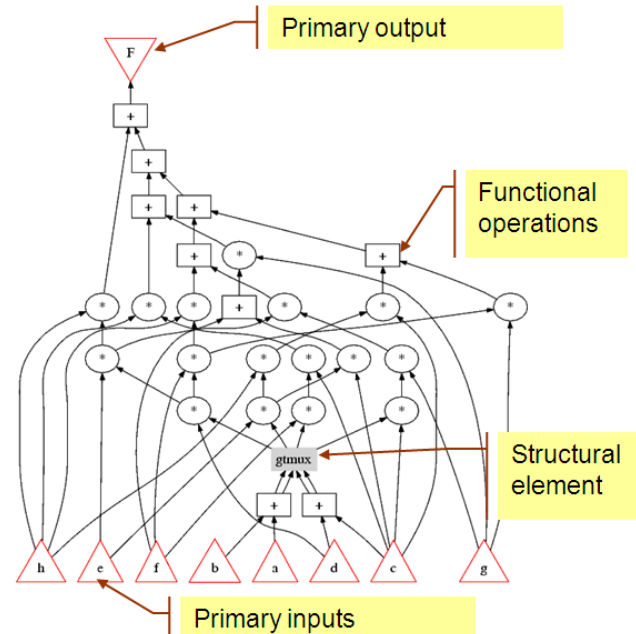 Primary output
F
+
+
+
+
Functional
operations
+
*
+
*
*
*
+
*
*
*
*
*
*
*
*
*
*
*
*
*
gtmux
Structural
element
+
+
h
e
f
b
a
d
c
g
Primary inputs